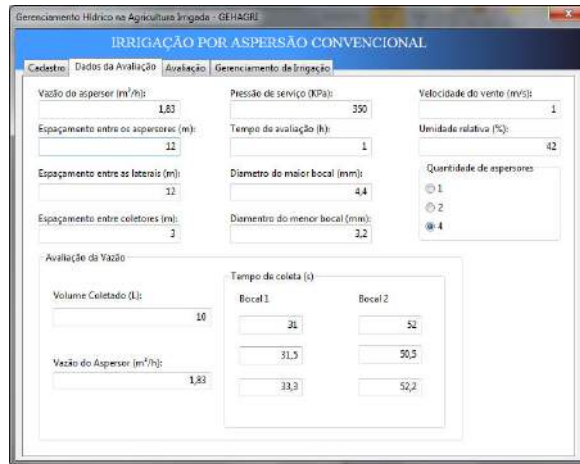 Gerenciamento Hídrico na Agricultura Irrigada - GEHAGRI
IRRIGAÇÃO POR ASPERSÃO CONVENCIONAL
Cadastro Dados da Avaliação Avaliação Gerenciamento da Irrigação
Vazão do aspersor (m³/h): Pressão de serviço (KPa): Velocidade do vento (m/s):
1,83 350 1
Espaçamento entre os aspersores (m): Tempo de avaliação (h): Umidade relativa (%):
12 1 42
Quantidade de aspersores
Espaçamento entre as laterais (m): Diametro do maior bocal (mm):
1
12 4,4
2
Espaçamento entre coletores (m): Diamentro do menor bocal (mm):
4
3 3,2
Avaliação da Vazão
Tempo de coleta (s)
Volume Coletado (L): Bocal 1 Bocal 2
10 31 52
31,5 50,5
Vazão do Aspersor (m³/h):
1,83 33,3 52,2